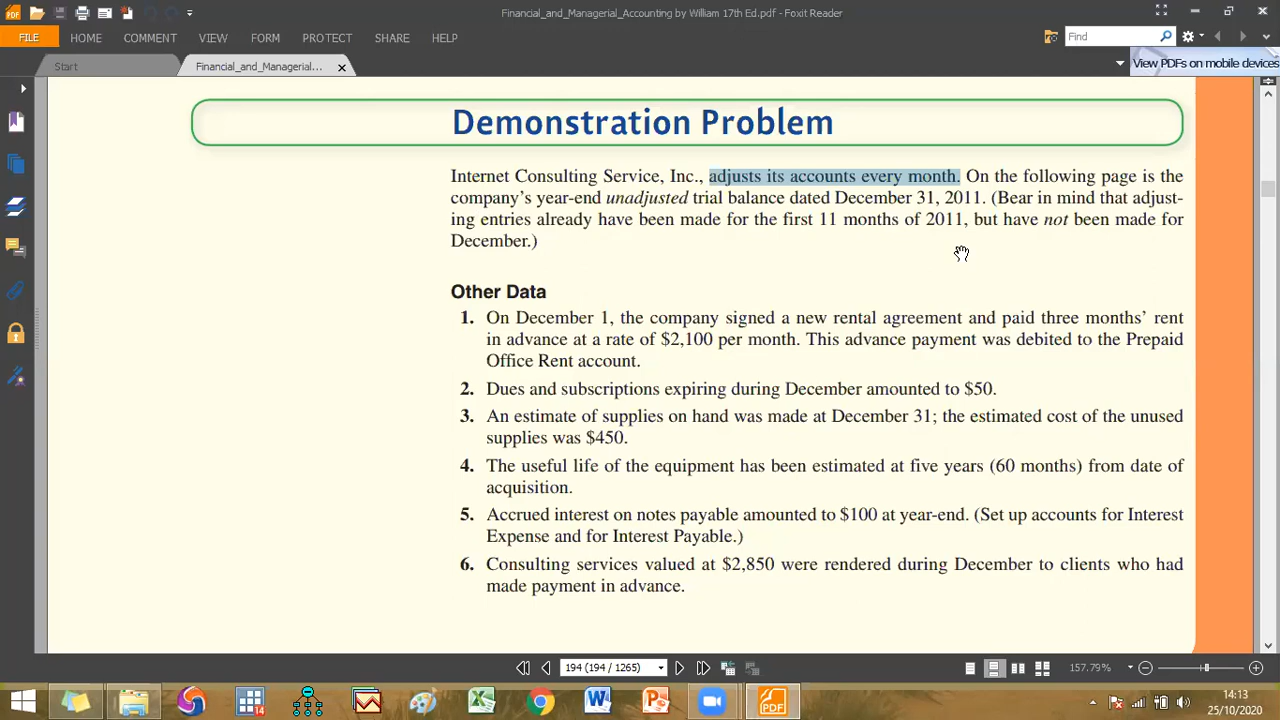 Financial_and_Managerial_Accounting by William 17th Ed.pdf - Foxit Reader
FILE HOME COMMENT VIEW FORM PROTECT SHARE HELP
Find
Start
Financial_and_Managerial...
View PDFs on mobile devices
Demonstration Problem
Internet Consulting Service, Inc., adjusts its accounts every month. On the following page is the
company's year-end unadjusted trial balance dated December 31, 2011. (Bear in mind that adjust-
ing entries already have been made for the first 11 months of 2011, but have not been made for
December.)
Other Data
1. On December 1, the company signed a new rental agreement and paid three months' rent
in advance at a rate of $2,100 per month. This advance payment was debited to the Prepaid
Office Rent account.
2. Dues and subscriptions expiring during December amounted to $50.
3. An estimate of supplies on hand was made at December 31; the estimated cost of the unused
supplies was $450.
4. The useful life of the equipment has been estimated at five years (60 months) from date of
acquisition.
5. Accrued interest on notes payable amounted to $100 at year-end. (Set up accounts for Interest
Expense and for Interest Payable.)
6. Consulting services valued at $2,850 were rendered during December to clients who had
made payment in advance.
194 (194 / 1265)
157.79%
14
PDF
14:13
25/10/2020